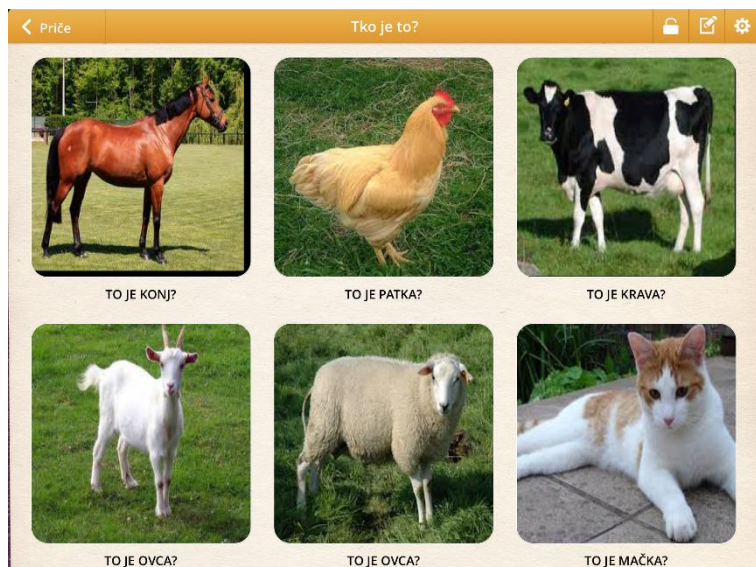 Priče
Tko je to?
TO JE KONJ?
TO JE PATKA?
TO JE KRAVA?
TO JE OVCA?
TO JE OVCA?
TO JE MAČKA?